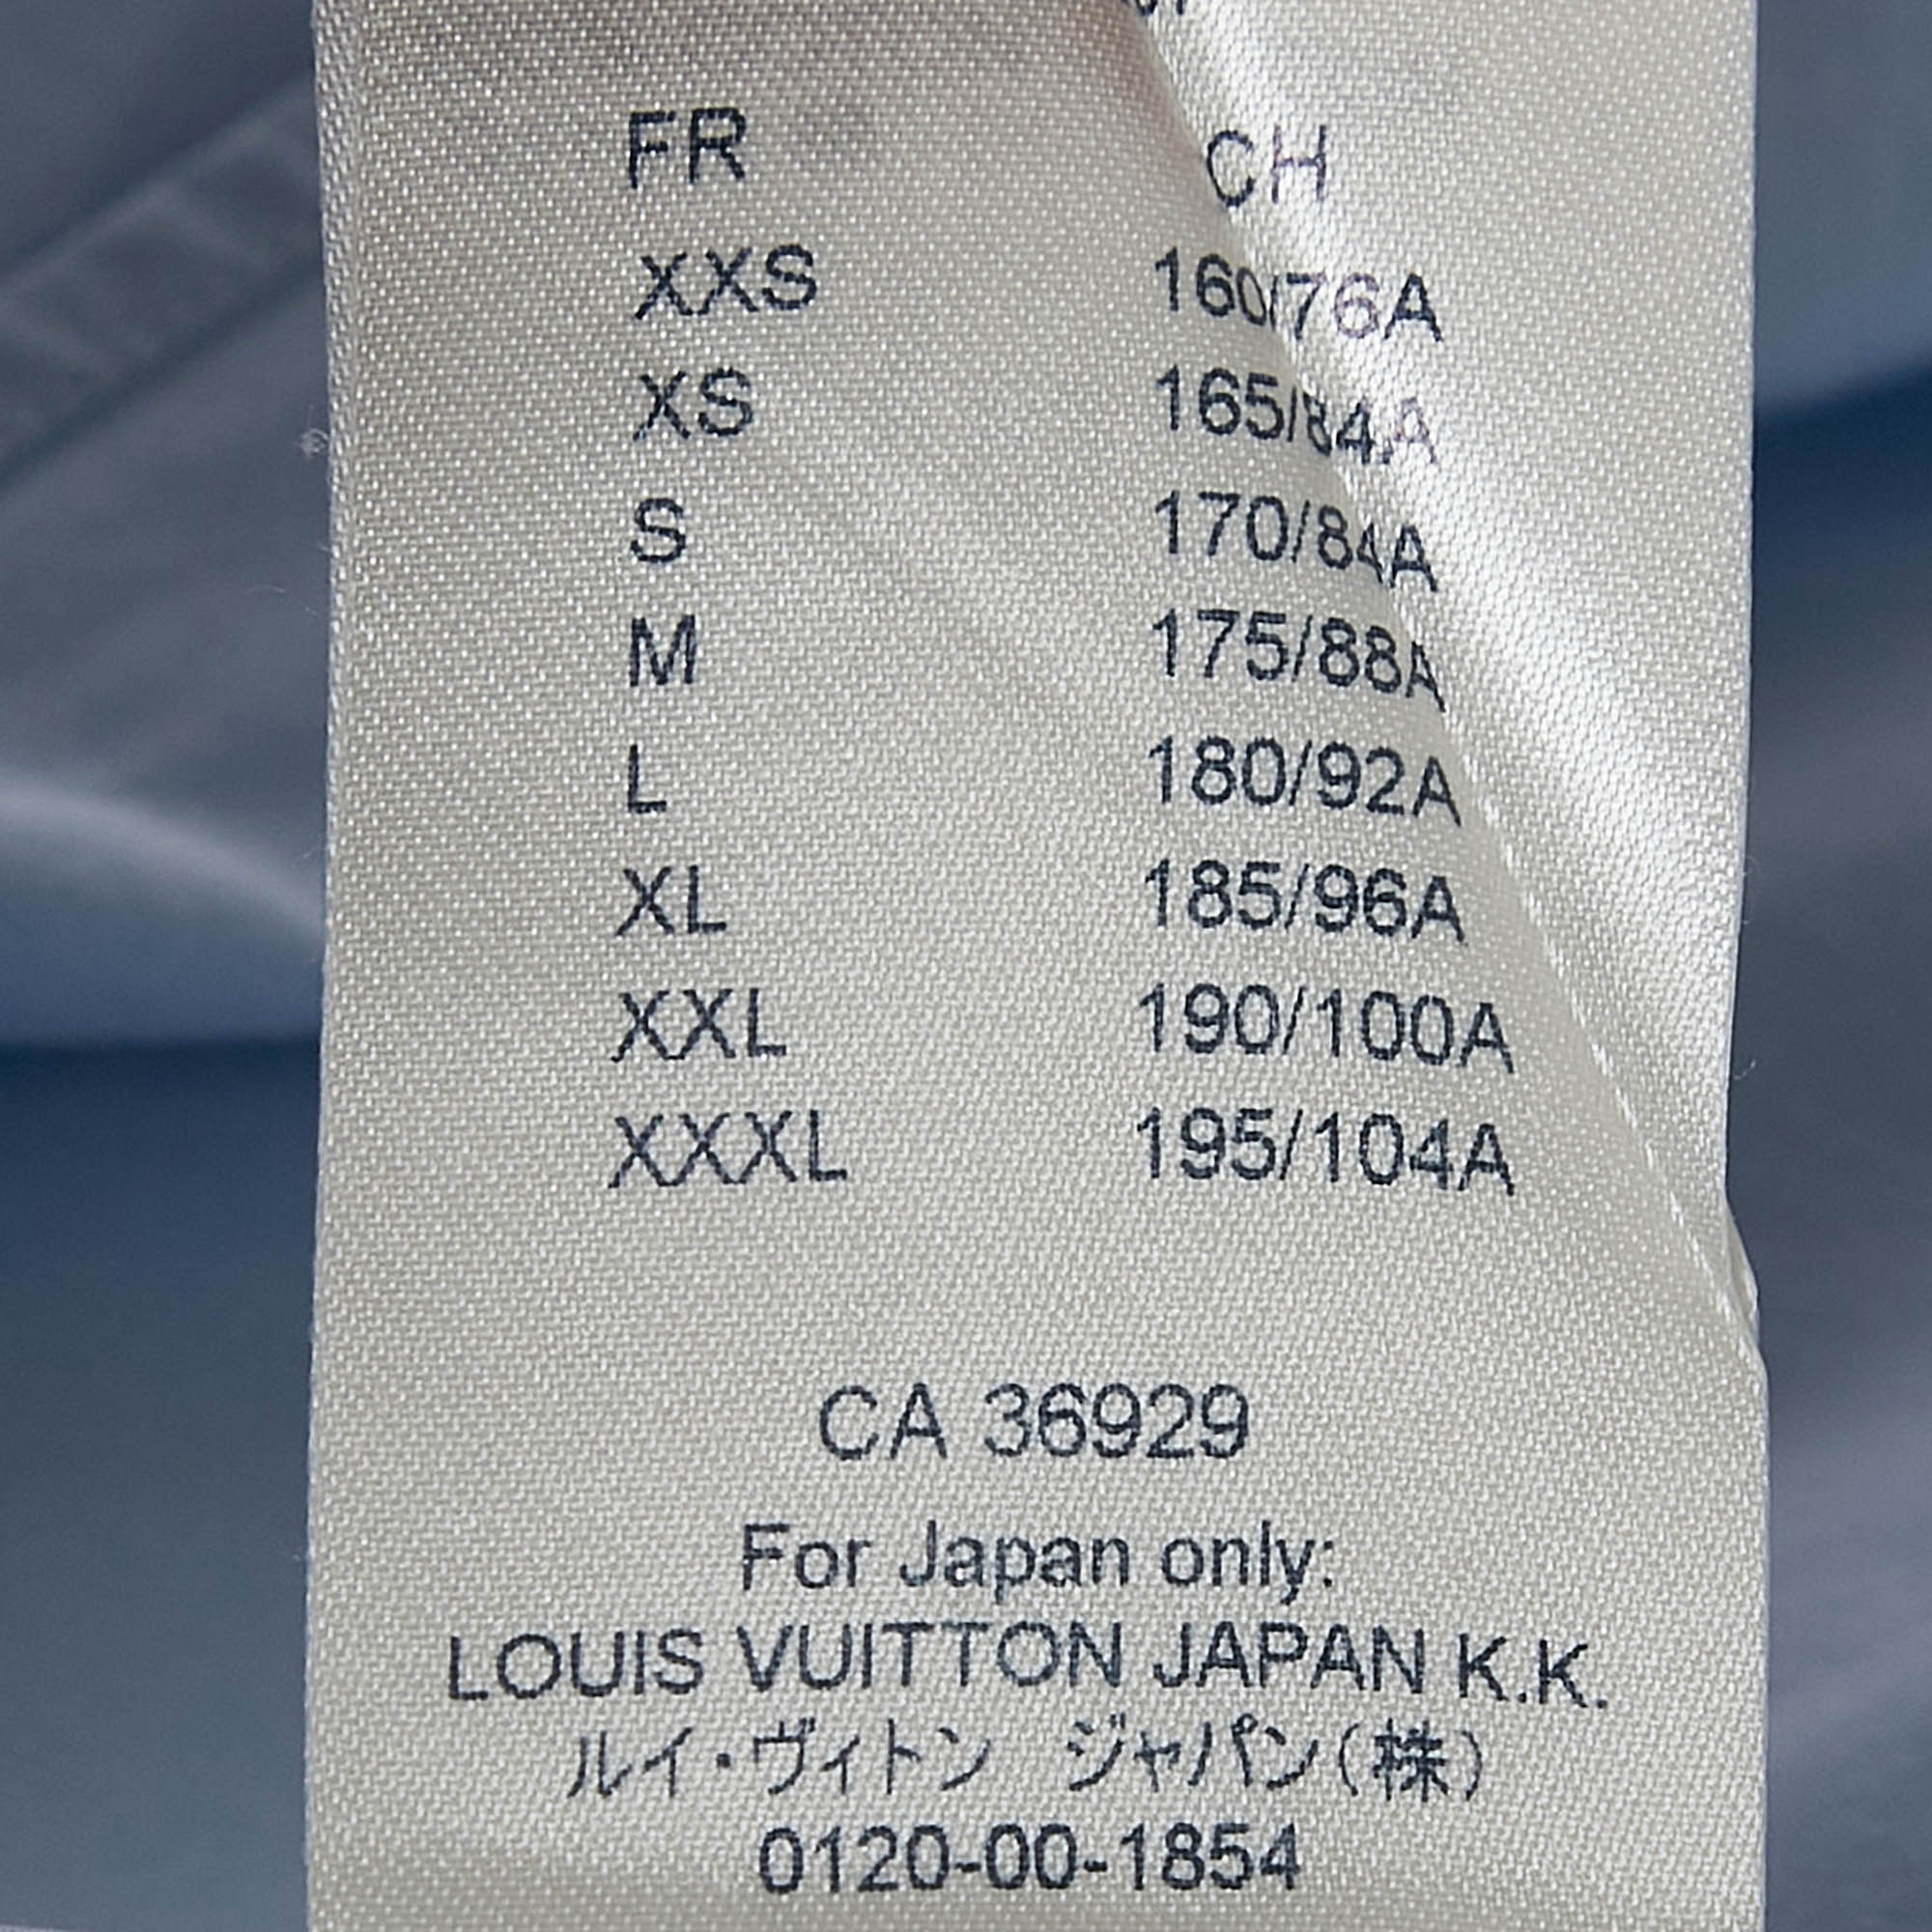 FR CH
XXS 160/76A
XS 165/84A
S 170/84A
M 175/88A
L 180/92A
XL 185/96A
XXL 190/100A
XXXL 195/104A
CA 36929
For Japan only:
LOUIS VUITTON JAPAN K.K.
ルイ・ヴィトン ジャパン(株)
0120-00-1854